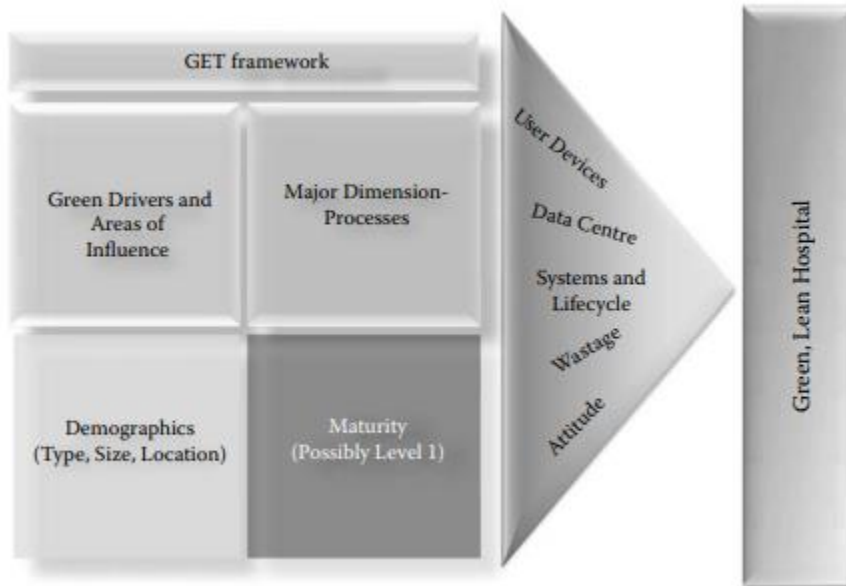 GET framework
Green Drivers and
Areas of
Influence
Major Dimension-
Processes
Demographics
(Type, Size, Location)
Maturity
(Possibly Level 1)
User Devices
Data Centre
Systems and
Lifecycle
Wastage
Attitude
Green, Lean Hospital